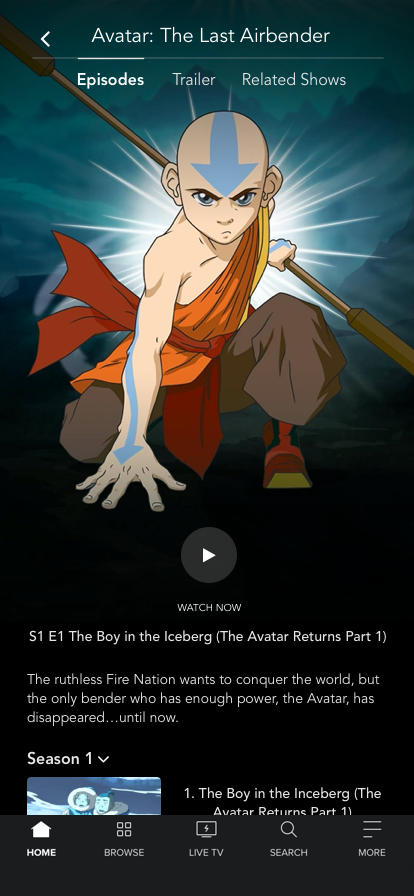 Avatar: The Last Airbender
Episodes Trailer Related Shows
WATCH NOW
S1 E1 The Boy in the Iceberg (The Avatar Returns Part 1)
The ruthless Fire Nation wants to conquer the world, but
the only bender who has enough power, the Avatar, has
disappeared...until now.
Season 1
1. The Boy in the Inceberg (The
Avatar Returns Part 1)
HOME BROWSE LIVE TV SEARCH MORE